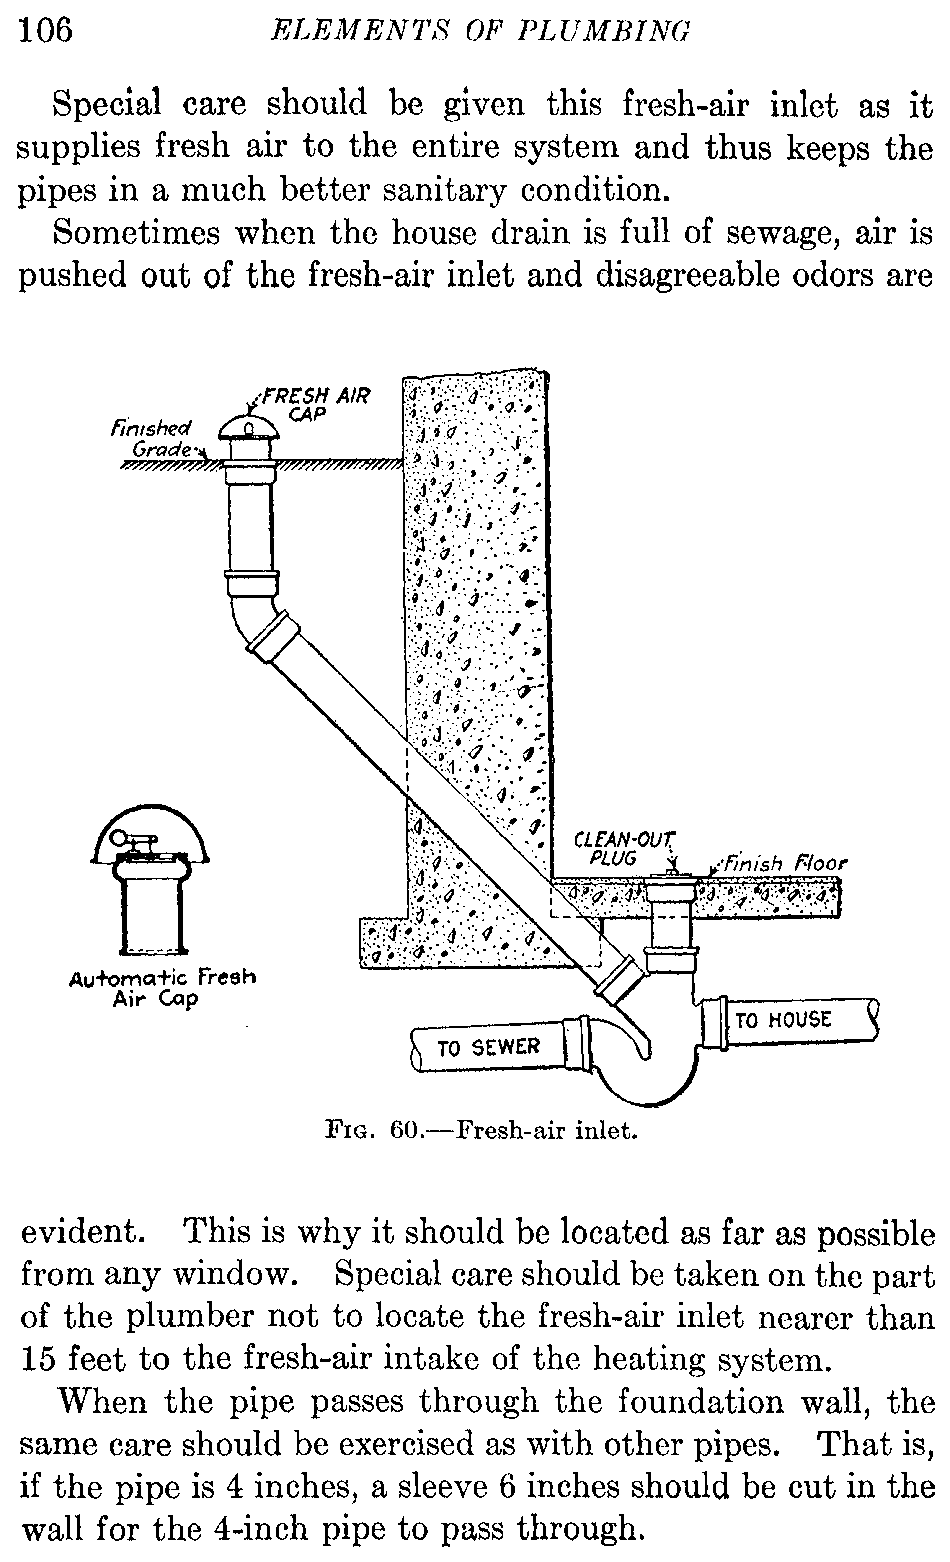 106 ELEMENTS OF PLUMBING
Special care should be given this fresh-air inlet as it
supplies fresh air to the entire system and thus keeps the
pipes in a much better sanitary condition.
Sometimes when the house drain is full of sewage, air is
pushed out of the fresh-air inlet and disagreeable odors are
FRESH AIR
CAP
Finished
Grade
CLEAN-OUT
PLUG
Finish Floor
Automatic Fresh
Air Cap
TO HOUSE
TO SEWER
FIG. 60.—Fresh-air inlet.
evident. This is why it should be located as far as possible
from any window. Special care should be taken on the part
of the plumber not to locate the fresh-air inlet nearer than
15 feet to the fresh-air intake of the heating system.
When the pipe passes through the foundation wall, the
same care should be exercised as with other pipes. That is,
if the pipe is 4 inches, a sleeve 6 inches should be cut in the
wall for the 4-inch pipe to pass through.